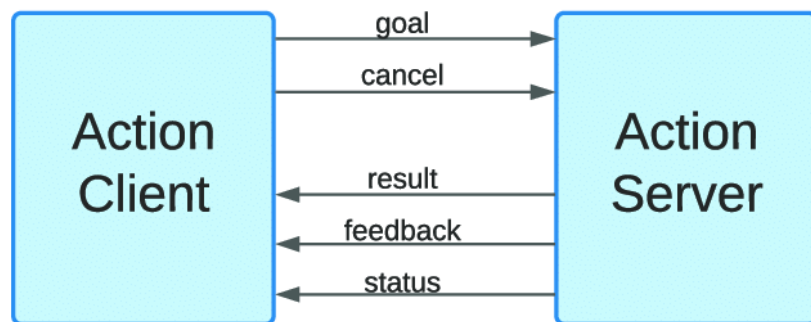 goal
cancel
Action
Client
Action
Server
result
feedback
status